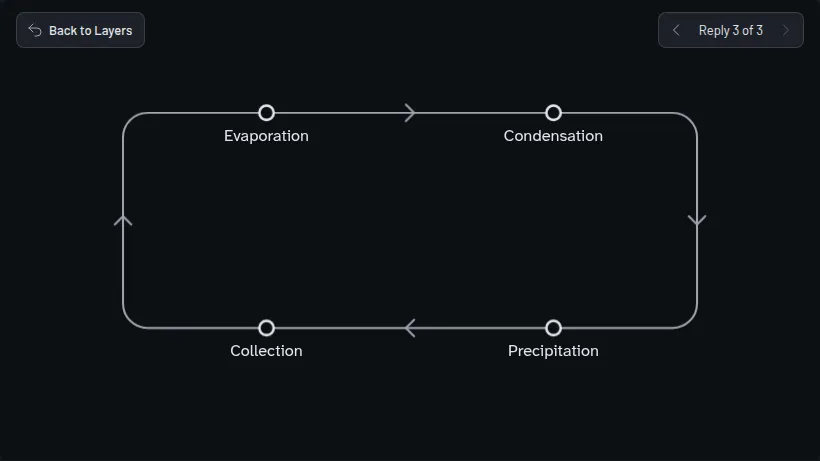 Back to Layers
Reply 3 of 3
Evaporation
Condensation
Collection
Precipitation